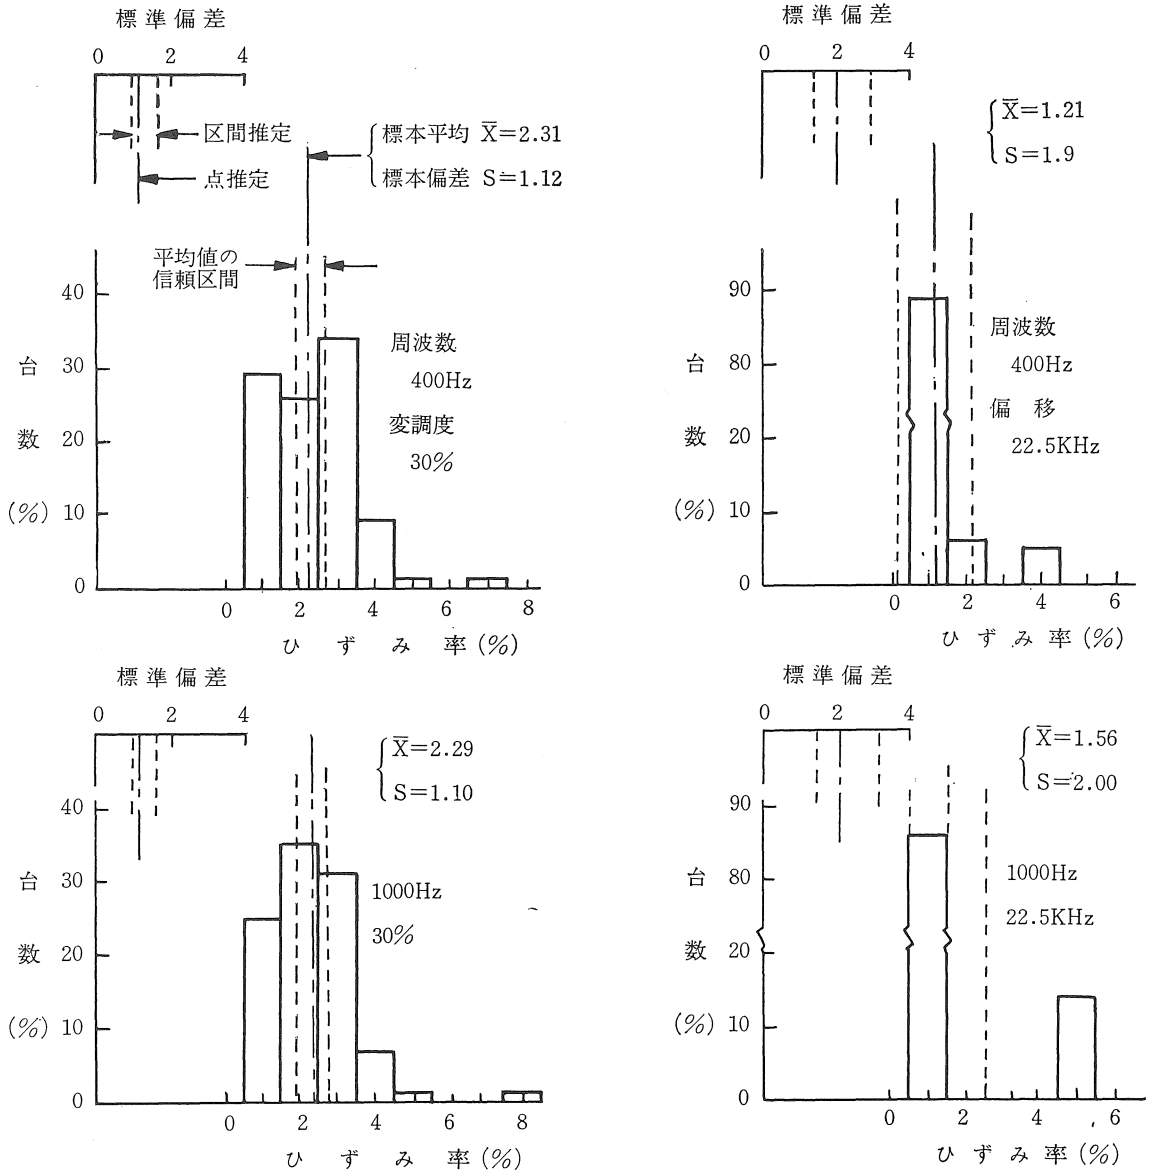 標準偏差
0 2 4
区間推定
点推定
標本平均 X̄=2.31
標本偏差 S=1.12
平均値の
信頼区間
周波数
400Hz
変調度
30%
40
30
20
10
0
台数(%)
0 2 4 6 8
ひずみ率(%)
標準偏差
0 2 4
X̄=1.21
S=1.9
周波数
400Hz
偏移
22.5KHz
90
80
20
10
0
台数(%)
0 2 4 6
ひずみ率(%)
標準偏差
0 2 4
X̄=2.29
S=1.10
1000Hz
30%
40
30
20
10
0
台数(%)
0 2 4 6 8
ひずみ率(%)
標準偏差
0 2 4
X̄=1.56
S=2.00
1000Hz
22.5KHz
90
80
20
10
0
台数(%)
0 2 4 6
ひずみ率(%)